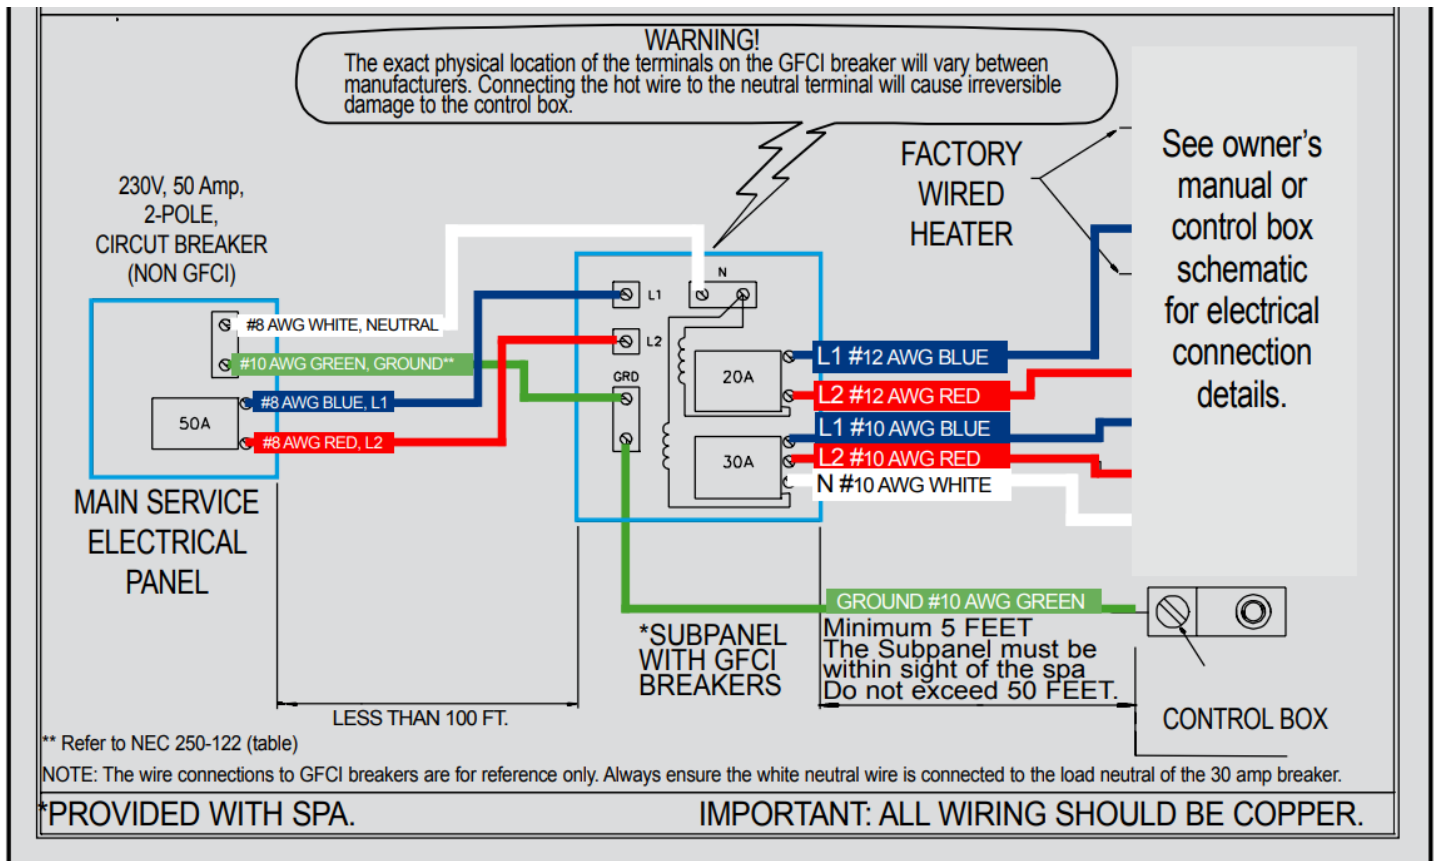 WARNING!
The exact physical location of the terminals on the GFCI breaker will vary between
manufacturers. Connecting the hot wire to the neutral terminal will cause irreversible
damage to the control box.
230V, 50 Amp,
2-POLE,
CIRCUT BREAKER
(NON GFCI)
FACTORY
WIRED
HEATER
See owner's
manual or
control box
schematic
for electrical
connection
details.
#8 AWG WHITE, NEUTRAL
#10 AWG GREEN, GROUND**
#8 AWG BLUE, L1
#8 AWG RED, L2
50A
MAIN SERVICE
ELECTRICAL
PANEL
N
L1
L2
GRD
20A
30A
L1 #12 AWG BLUE
L2 #12 AWG RED
L1 #10 AWG BLUE
L2 #10 AWG RED
N #10 AWG WHITE
GROUND #10 AWG GREEN
*SUBPANEL
WITH GFCI
BREAKERS
Minimum 5 FEET
The Subpanel must be
within sight of the spa
Do not exceed 50 FEET.
LESS THAN 100 FT.
CONTROL BOX
** Refer to NEC 250-122 (table)
NOTE: The wire connections to GFCI breakers are for reference only. Always ensure the white neutral wire is connected to the load neutral of the 30 amp breaker.
*PROVIDED WITH SPA.
IMPORTANT: ALL WIRING SHOULD BE COPPER.